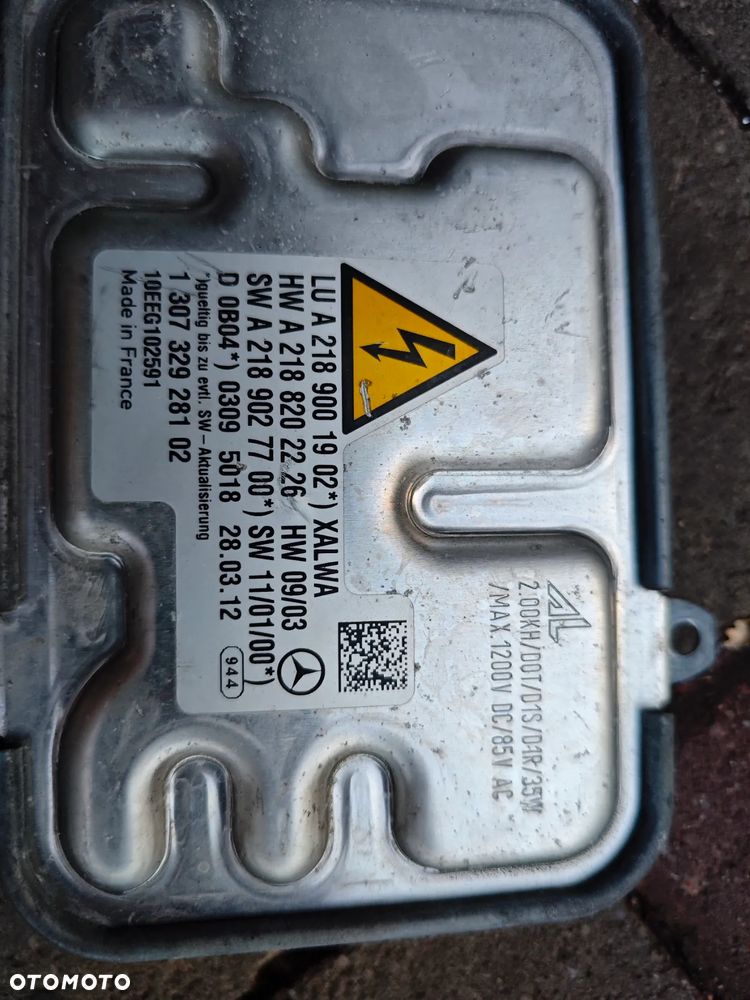 LU A 218 900 19 02*) XALWA
HW A 218 820 22 26 HW 09/03
SW A 218 902 77 00*) SW 11/01/00*)
D 0B04*) 0309 5018 28.03.12
*)gueltig bis zu evtl. SW-Aktualisierung
1 307 329 281 02
10EEG102591
Made in France
944
AL
2.00KH/00T/D1S/D1R/35W
/MAX 1200V DC/85V AC
OTOMOTO